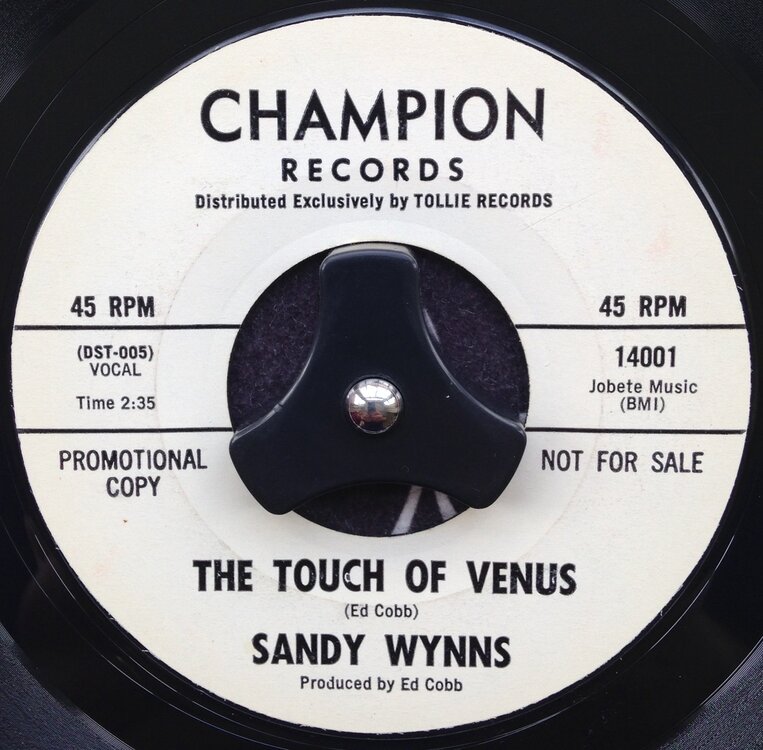 CHAMPION
RECORDS
Distributed Exclusively by TOLLIE RECORDS
45 RPM
45 RPM
(DST-005)
VOCAL
Time 2:35
14001
Jobete Music
(BMI)
PROMOTIONAL
COPY
NOT FOR SALE
THE TOUCH OF VENUS
(Ed Cobb)
SANDY WYNNS
Produced by Ed Cobb